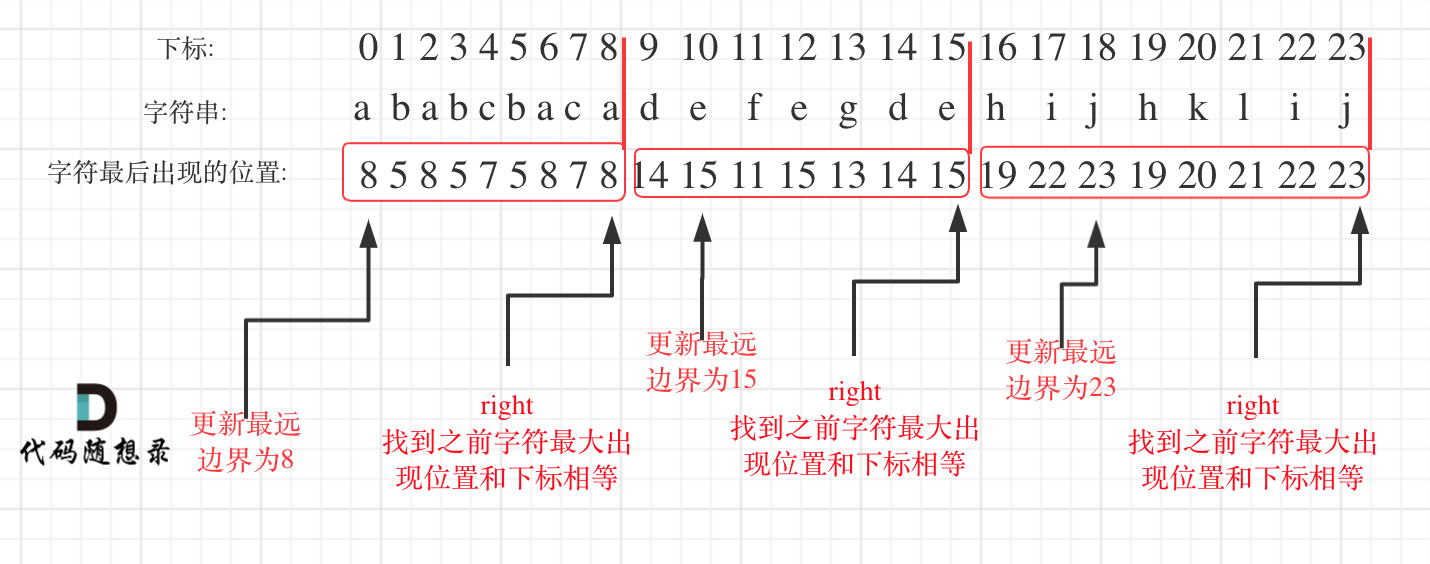 下标: 0 1 2 3 4 5 6 7 8 9 10 11 12 13 14 15 16 17 18 19 20 21 22 23
字符串: a b a b c b a c a d e f e g d e h i j h k l i j
字符最后出现的位置: 8 5 8 5 7 5 8 7 8 14 15 11 15 13 14 15 19 22 23 19 20 21 22 23
更新最远
边界为8
right
找到之前字符最大出
现位置和下标相等
更新最远
边界为15
right
找到之前字符最大出
现位置和下标相等
更新最远
边界为23
right
找到之前字符最大出
现位置和下标相等
代码随想录